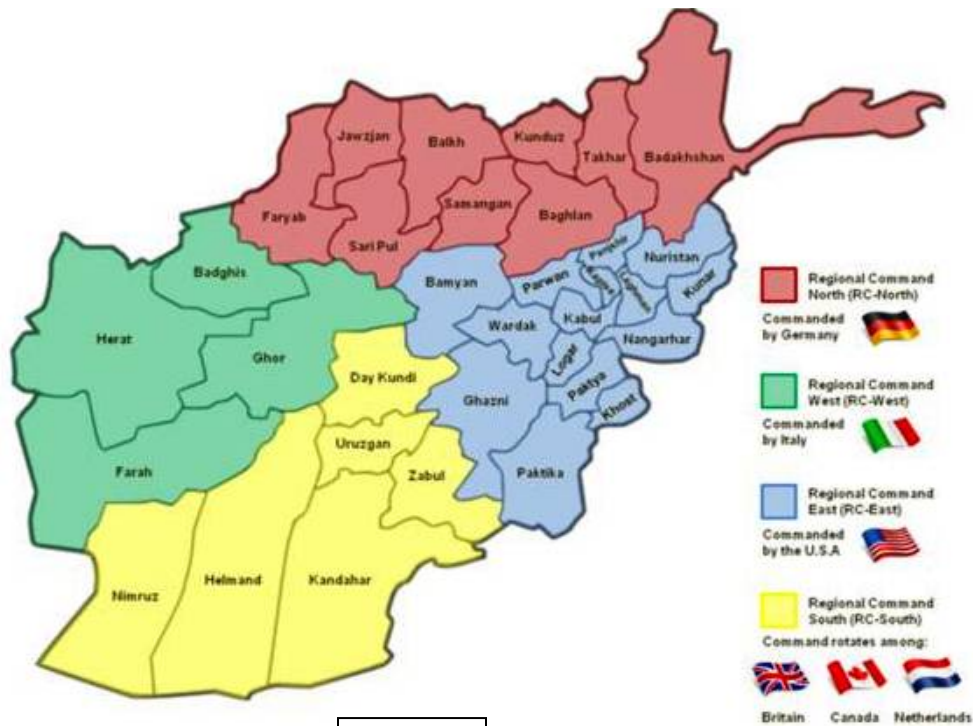 Jawzjan
Balkh
Kunduz
Takhar
Badakhshan
Faryab
Sari Pul
Samangan
Baghlan
Badghis
Herat
Ghor
Farah
Bamyan
Parwan
Panjshir
Kapisa
Laghman
Nuristan
Kunar
Wardak
Kabul
Nangarhar
Logar
Paktya
Khost
Ghazni
Paktika
Day Kundi
Uruzgan
Zabul
Nimruz
Helmand
Kandahar
Regional Command
North (RC-North)
Commanded
by Germany
Regional Command
West (RC-West)
Commanded
by Italy
Regional Command
East (RC-East)
Commanded
by the U.S.A
Regional Command
South (RC-South)
Command rotates among:
Britain Canada Netherlands